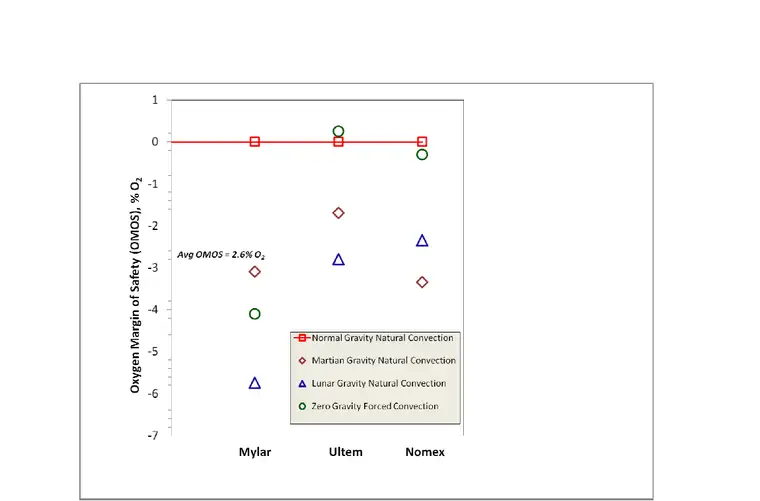 1
0
-1
-2
-3
-4
-5
-6
-7
Oxygen Margin of Safety (OMOS), % O2
Avg OMOS = 2.6% O2
Normal Gravity Natural Convection
Martian Gravity Natural Convection
Lunar Gravity Natural Convection
Zero Gravity Forced Convection
Mylar Ultem Nomex